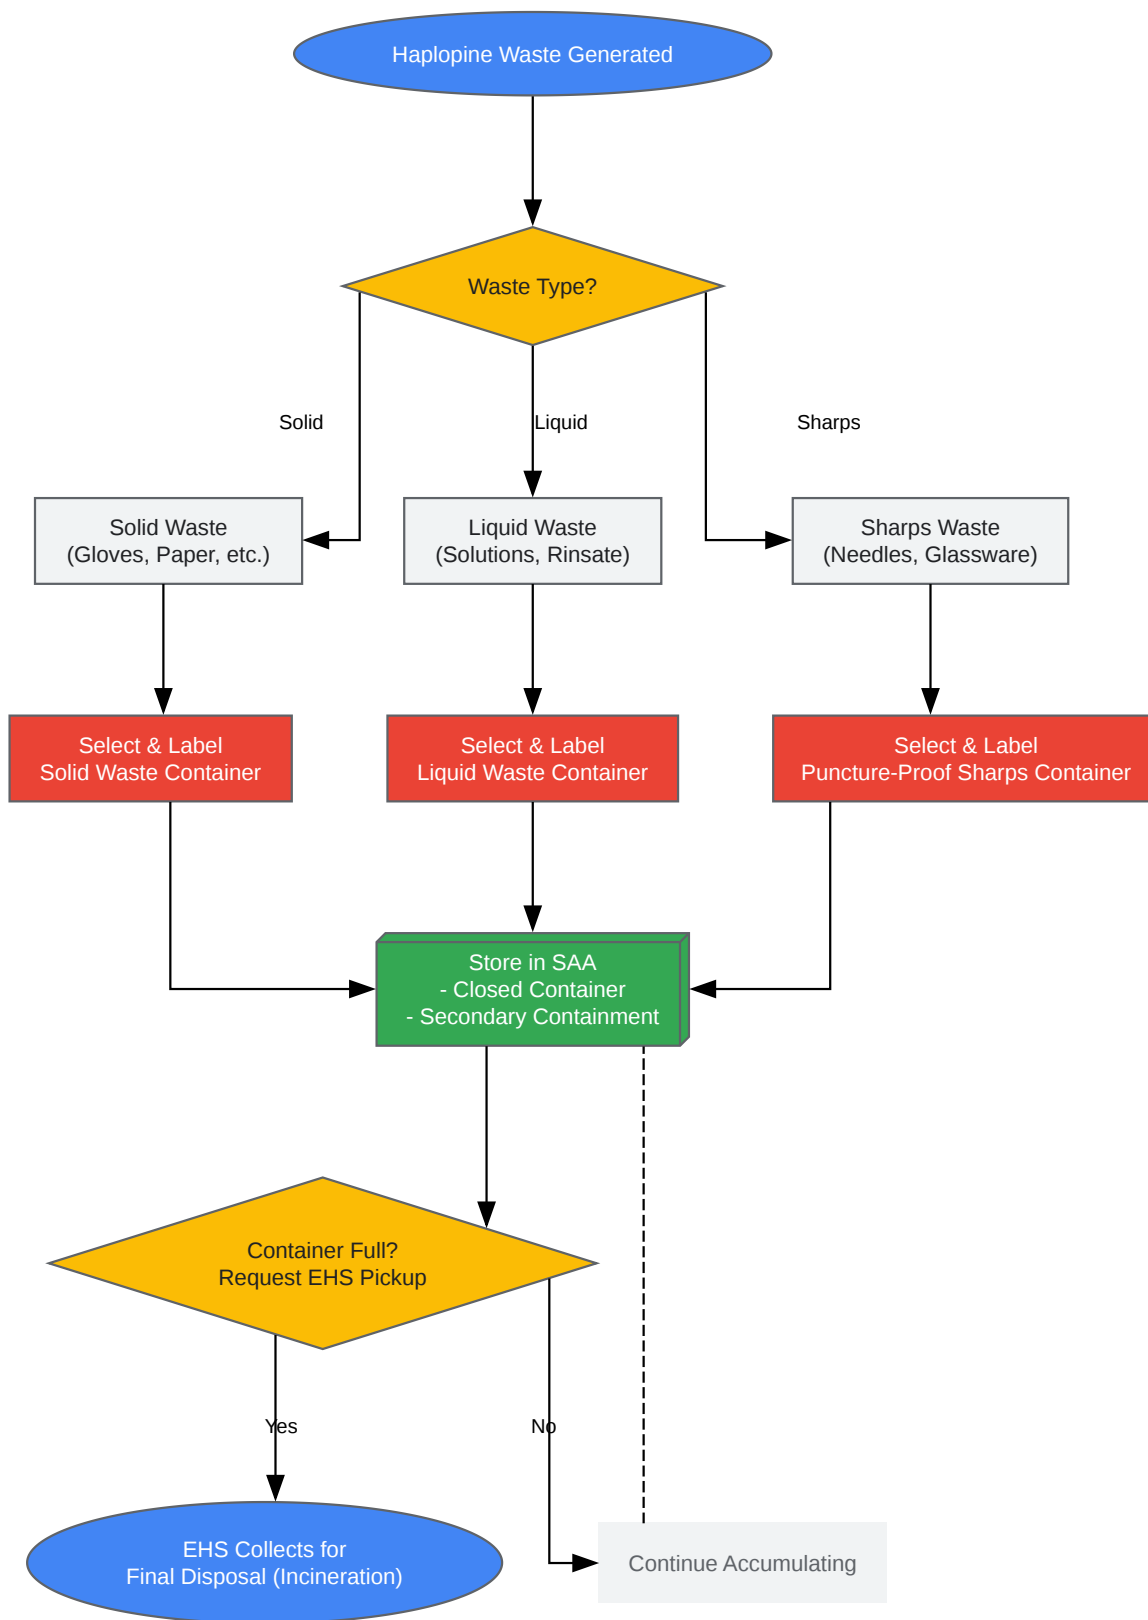 Haplopine Waste Generated
Waste Type?
Solid
Liquid
Sharps
Solid Waste
(Gloves, Paper, etc.)
Liquid Waste
(Solutions, Rinsate)
Sharps Waste
(Needles, Glassware)
Select & Label
Solid Waste Container
Select & Label
Liquid Waste Container
Select & Label
Puncture-Proof Sharps Container
Store in SAA
- Closed Container
- Secondary Containment
Container Full?
Request EHS Pickup
Yes
No
EHS Collects for
Final Disposal (Incineration)
Continue Accumulating